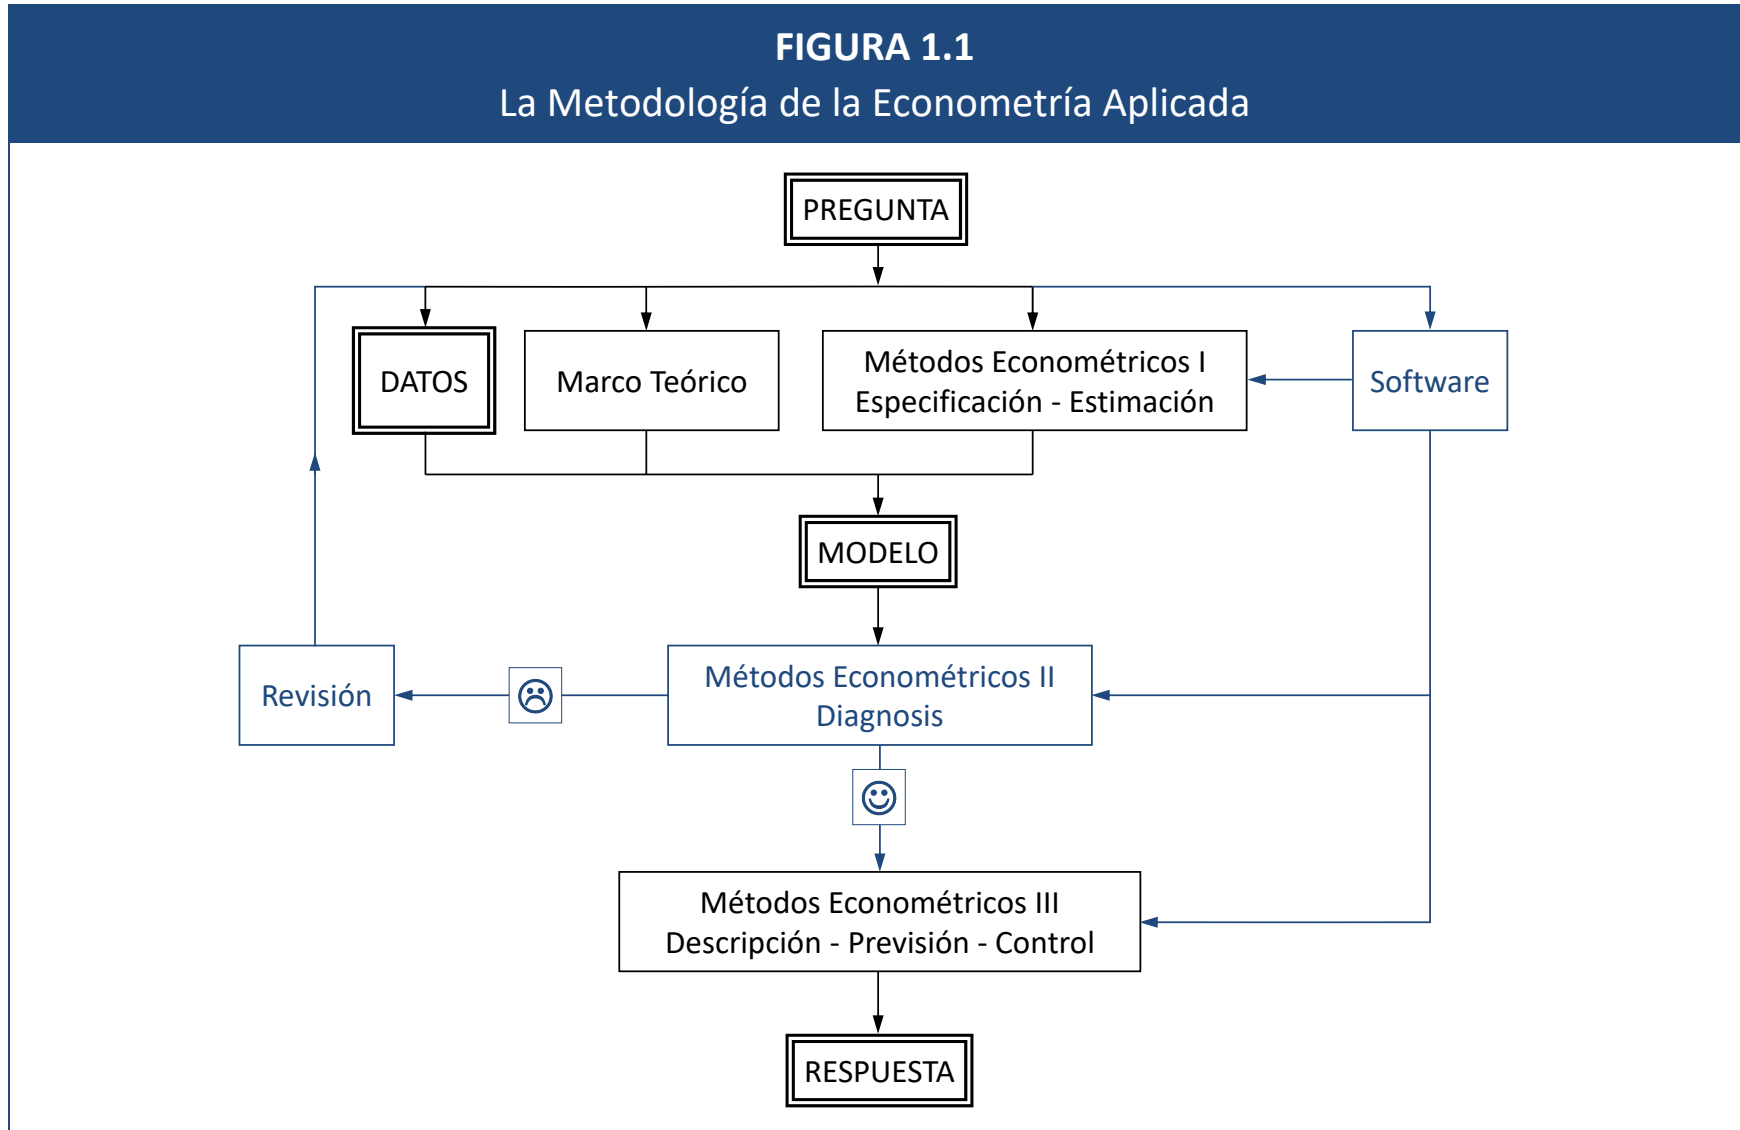 FIGURA 1.1
La Metodología de la Econometría Aplicada
PREGUNTA
DATOS
Marco Teórico
Métodos Econométricos I
Especificación - Estimación
Software
MODELO
Revisión
Métodos Econométricos II
Diagnosis
Métodos Econométricos III
Descripción - Previsión - Control
RESPUESTA